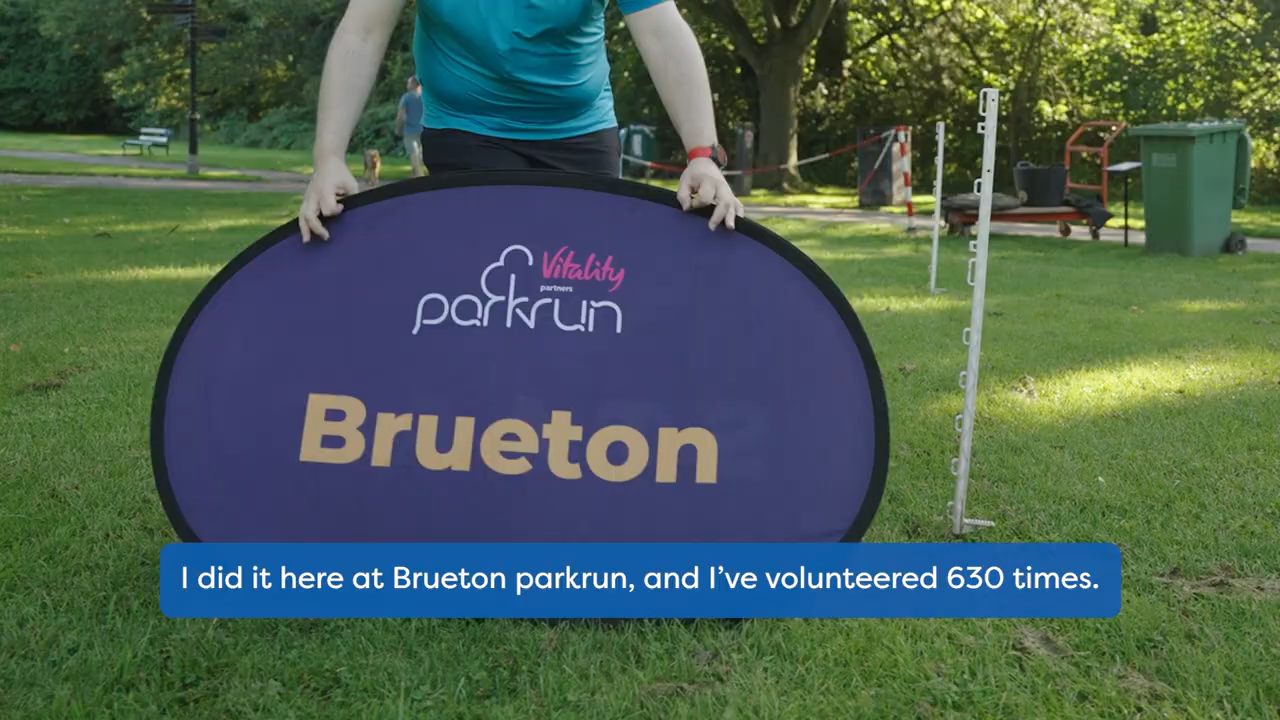 Vitality
partners
parkrun
Brueton
I did it here at Brueton parkrun, and I've volunteered 630 times.